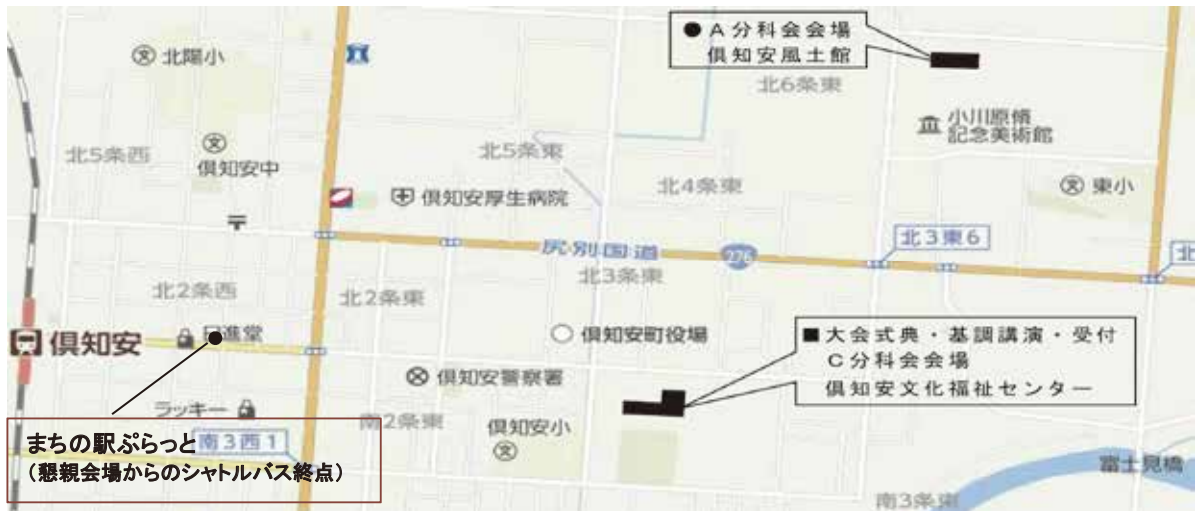 ●A分科会会場
倶知安風土館
北陽小
北6条東
小川原脩
記念美術館
北5条西
倶知安中
北5条東
北4条東
東小
倶知安厚生病院
尻別国道
276
北3東6
北
北3条東
北2条西
北2条東
進堂
倶知安
倶知安町役場
■大会式典・基調講演・受付
C分科会会場
倶知安文化福祉センター
倶知安警察署
ラッキー
南2条東
倶知安小
南3西1
まちの駅ぷらっと
(懇親会場からのシャトルバス終点)
富士見橋
南3条東